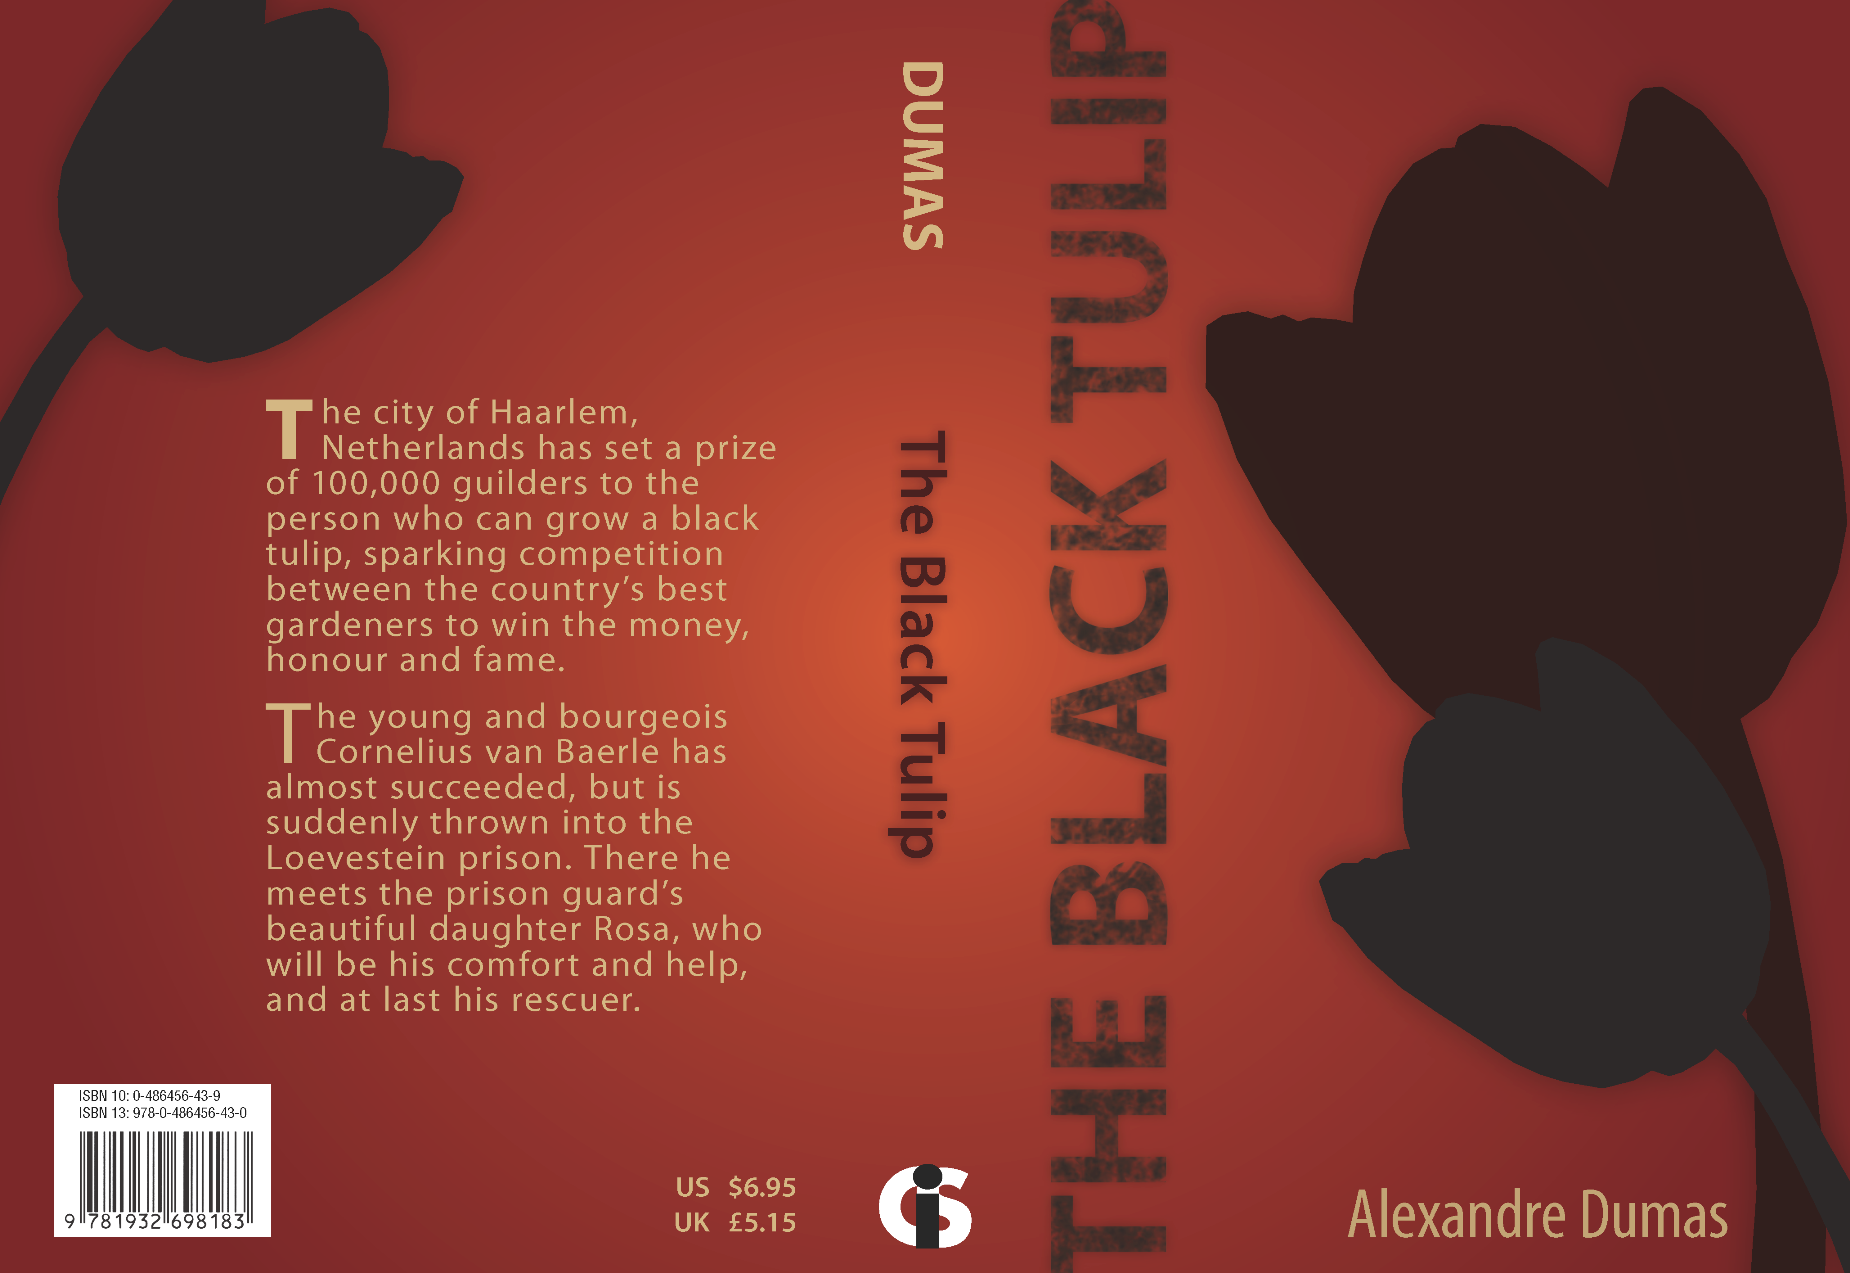 The city of Haarlem,
Netherlands has set a prize
of 100,000 guilders to the
person who can grow a black
tulip, sparking competition
between the country’s best
gardeners to win the money,
honour and fame.
The young and bourgeois
Cornelius van Baerle has
almost succeeded, but is
suddenly thrown into the
Loevestein prison. There he
meets the prison guard’s
beautiful daughter Rosa, who
will be his comfort and help,
and at last his rescuer.
ISBN 10: 0-486456-43-9
ISBN 13: 978-0-486456-43-0
9 781932 698183
US $6.95
UK £5.15
DUMAS
The Black Tulip
GiS
THE BLACK TULIP
Alexandre Dumas